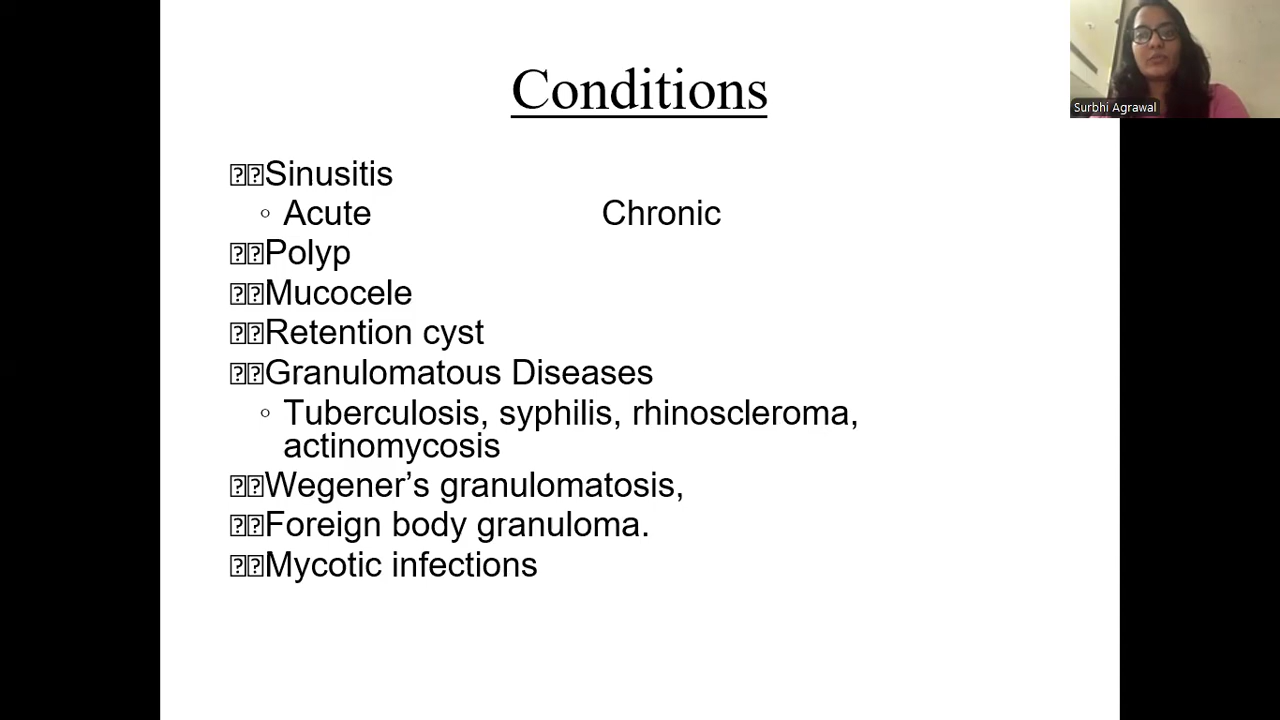 Conditions
Surbhi Agrawal
Sinusitis
◦ Acute Chronic
Polyp
Mucocele
Retention cyst
Granulomatous Diseases
◦ Tuberculosis, syphilis, rhinoscleroma,
actinomycosis
Wegener’s granulomatosis,
Foreign body granuloma.
Mycotic infections